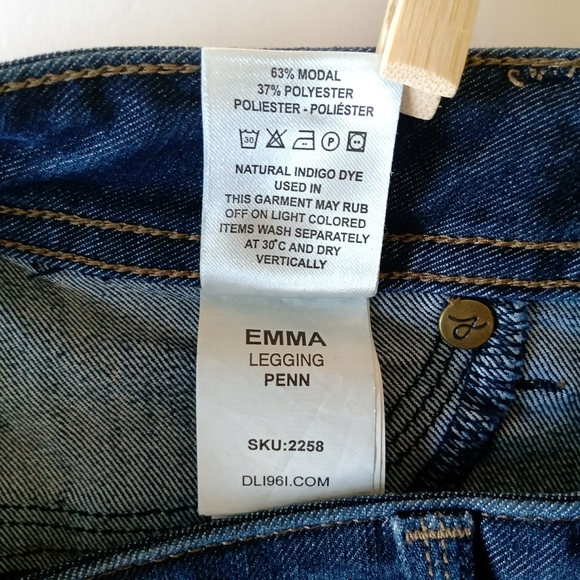 63% MODAL
37% POLYESTER
POLIESTER - POLIÉSTER
30 P
NATURAL INDIGO DYE
USED IN
THIS GARMENT MAY RUB
OFF ON LIGHT COLORED
ITEMS WASH SEPARATELY
AT 30°C AND DRY
VERTICALLY
EMMA
LEGGING
PENN
SKU:2258
DL1961.COM